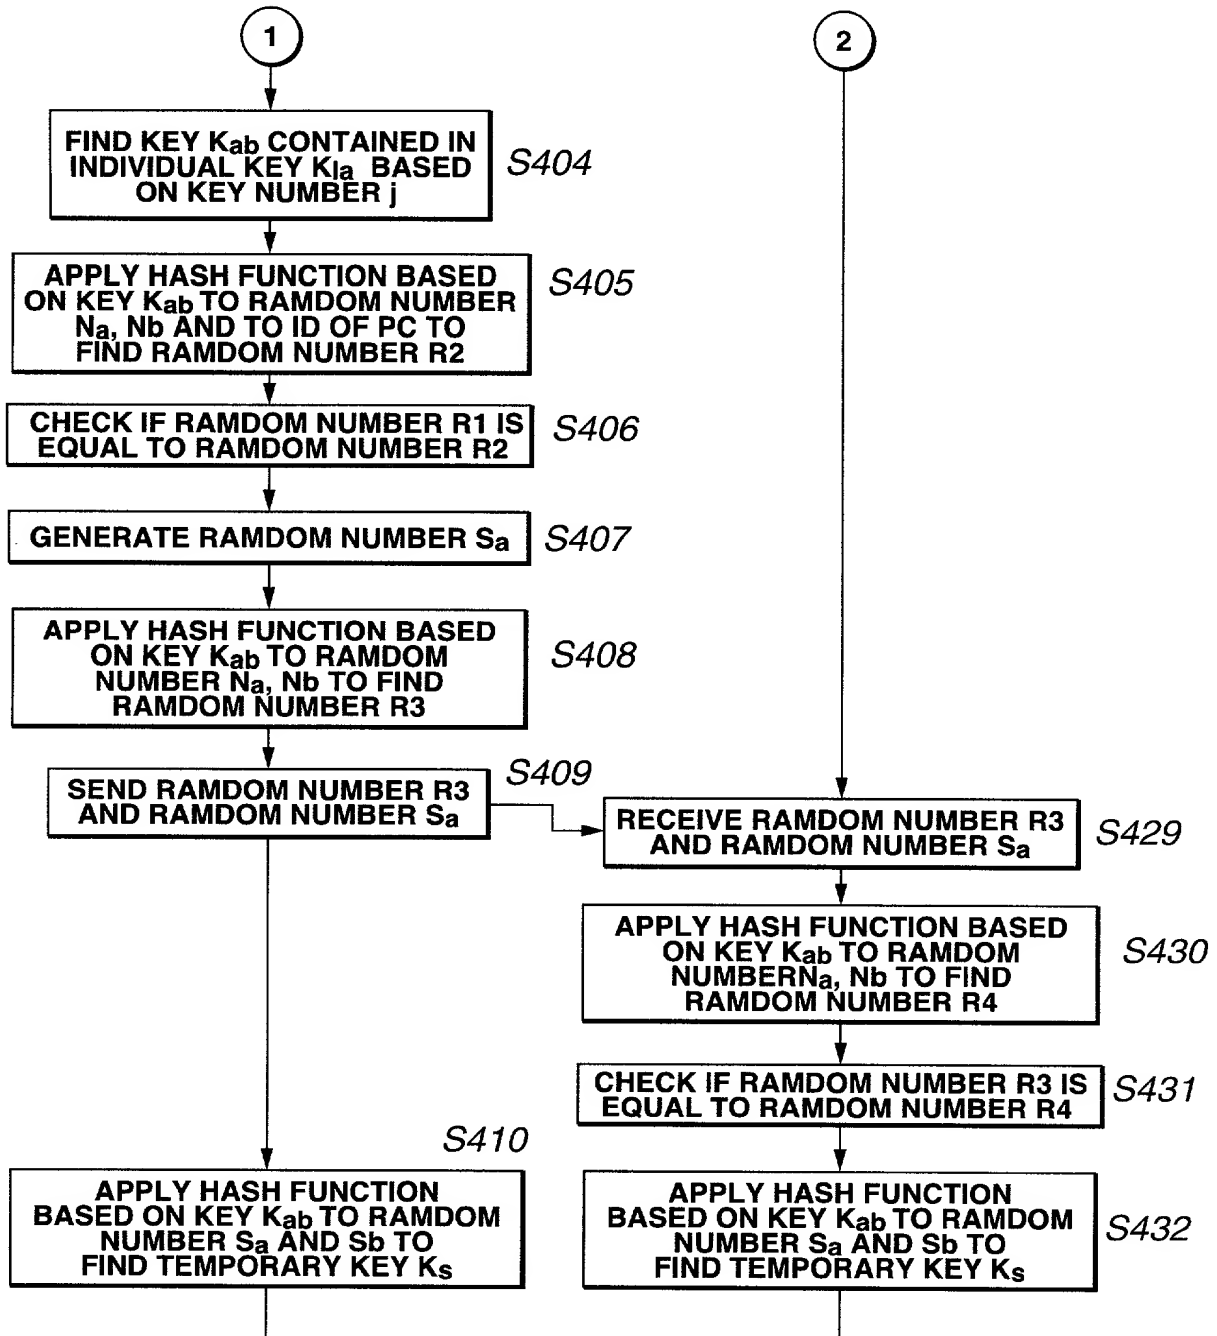 1
2
FIND KEY Kab CONTAINED IN
INDIVIDUAL KEY KIa BASED
ON KEY NUMBER j
S404
APPLY HASH FUNCTION BASED
ON KEY Kab TO RAMDOM NUMBER
Na, Nb AND TO ID OF PC TO
FIND RAMDOM NUMBER R2
S405
CHECK IF RAMDOM NUMBER R1 IS
EQUAL TO RAMDOM NUMBER R2
S406
GENERATE RAMDOM NUMBER Sa
S407
APPLY HASH FUNCTION BASED
ON KEY Kab TO RAMDOM
NUMBER Na, Nb TO FIND
RAMDOM NUMBER R3
S408
SEND RAMDOM NUMBER R3
AND RAMDOM NUMBER Sa
S409
RECEIVE RAMDOM NUMBER R3
AND RAMDOM NUMBER Sa
S429
APPLY HASH FUNCTION BASED
ON KEY Kab TO RAMDOM
NUMBERNa, Nb TO FIND
RAMDOM NUMBER R4
S430
CHECK IF RAMDOM NUMBER R3 IS
EQUAL TO RAMDOM NUMBER R4
S431
S410
APPLY HASH FUNCTION
BASED ON KEY Kab TO RAMDOM
NUMBER Sa AND Sb TO
FIND TEMPORARY KEY Ks
APPLY HASH FUNCTION
BASED ON KEY Kab TO RAMDOM
NUMBER Sa AND Sb TO
FIND TEMPORARY KEY Ks
S432